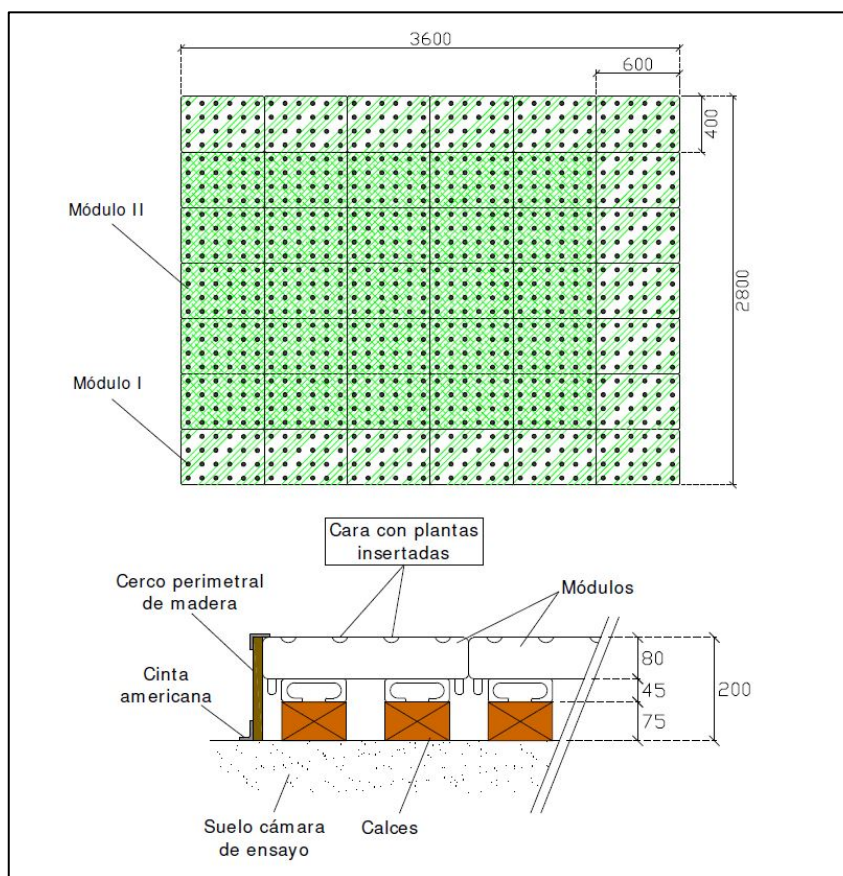 3600
600
400
Módulo II
2800
Módulo I
Cara con plantas
insertadas
Cerco perimetral
de madera
Módulos
Cinta
americana
80
45
200
75
Suelo cámara
de ensayo
Calces